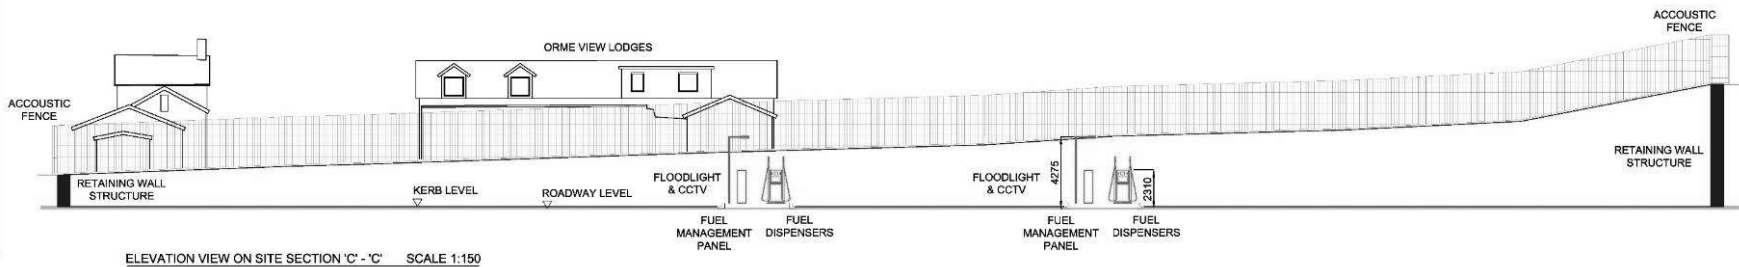 ACCOUSTIC
FENCE
ORME VIEW LODGES
ACCOUSTIC
FENCE
RETAINING WALL
STRUCTURE
KERB LEVEL
ROADWAY LEVEL
FLOODLIGHT
& CCTV
FUEL
MANAGEMENT
PANEL
FUEL
DISPENSERS
FLOODLIGHT
& CCTV
4275
2310
FUEL
MANAGEMENT
PANEL
FUEL
DISPENSERS
RETAINING WALL
STRUCTURE
ELEVATION VIEW ON SITE SECTION 'C' - 'C' SCALE 1:150